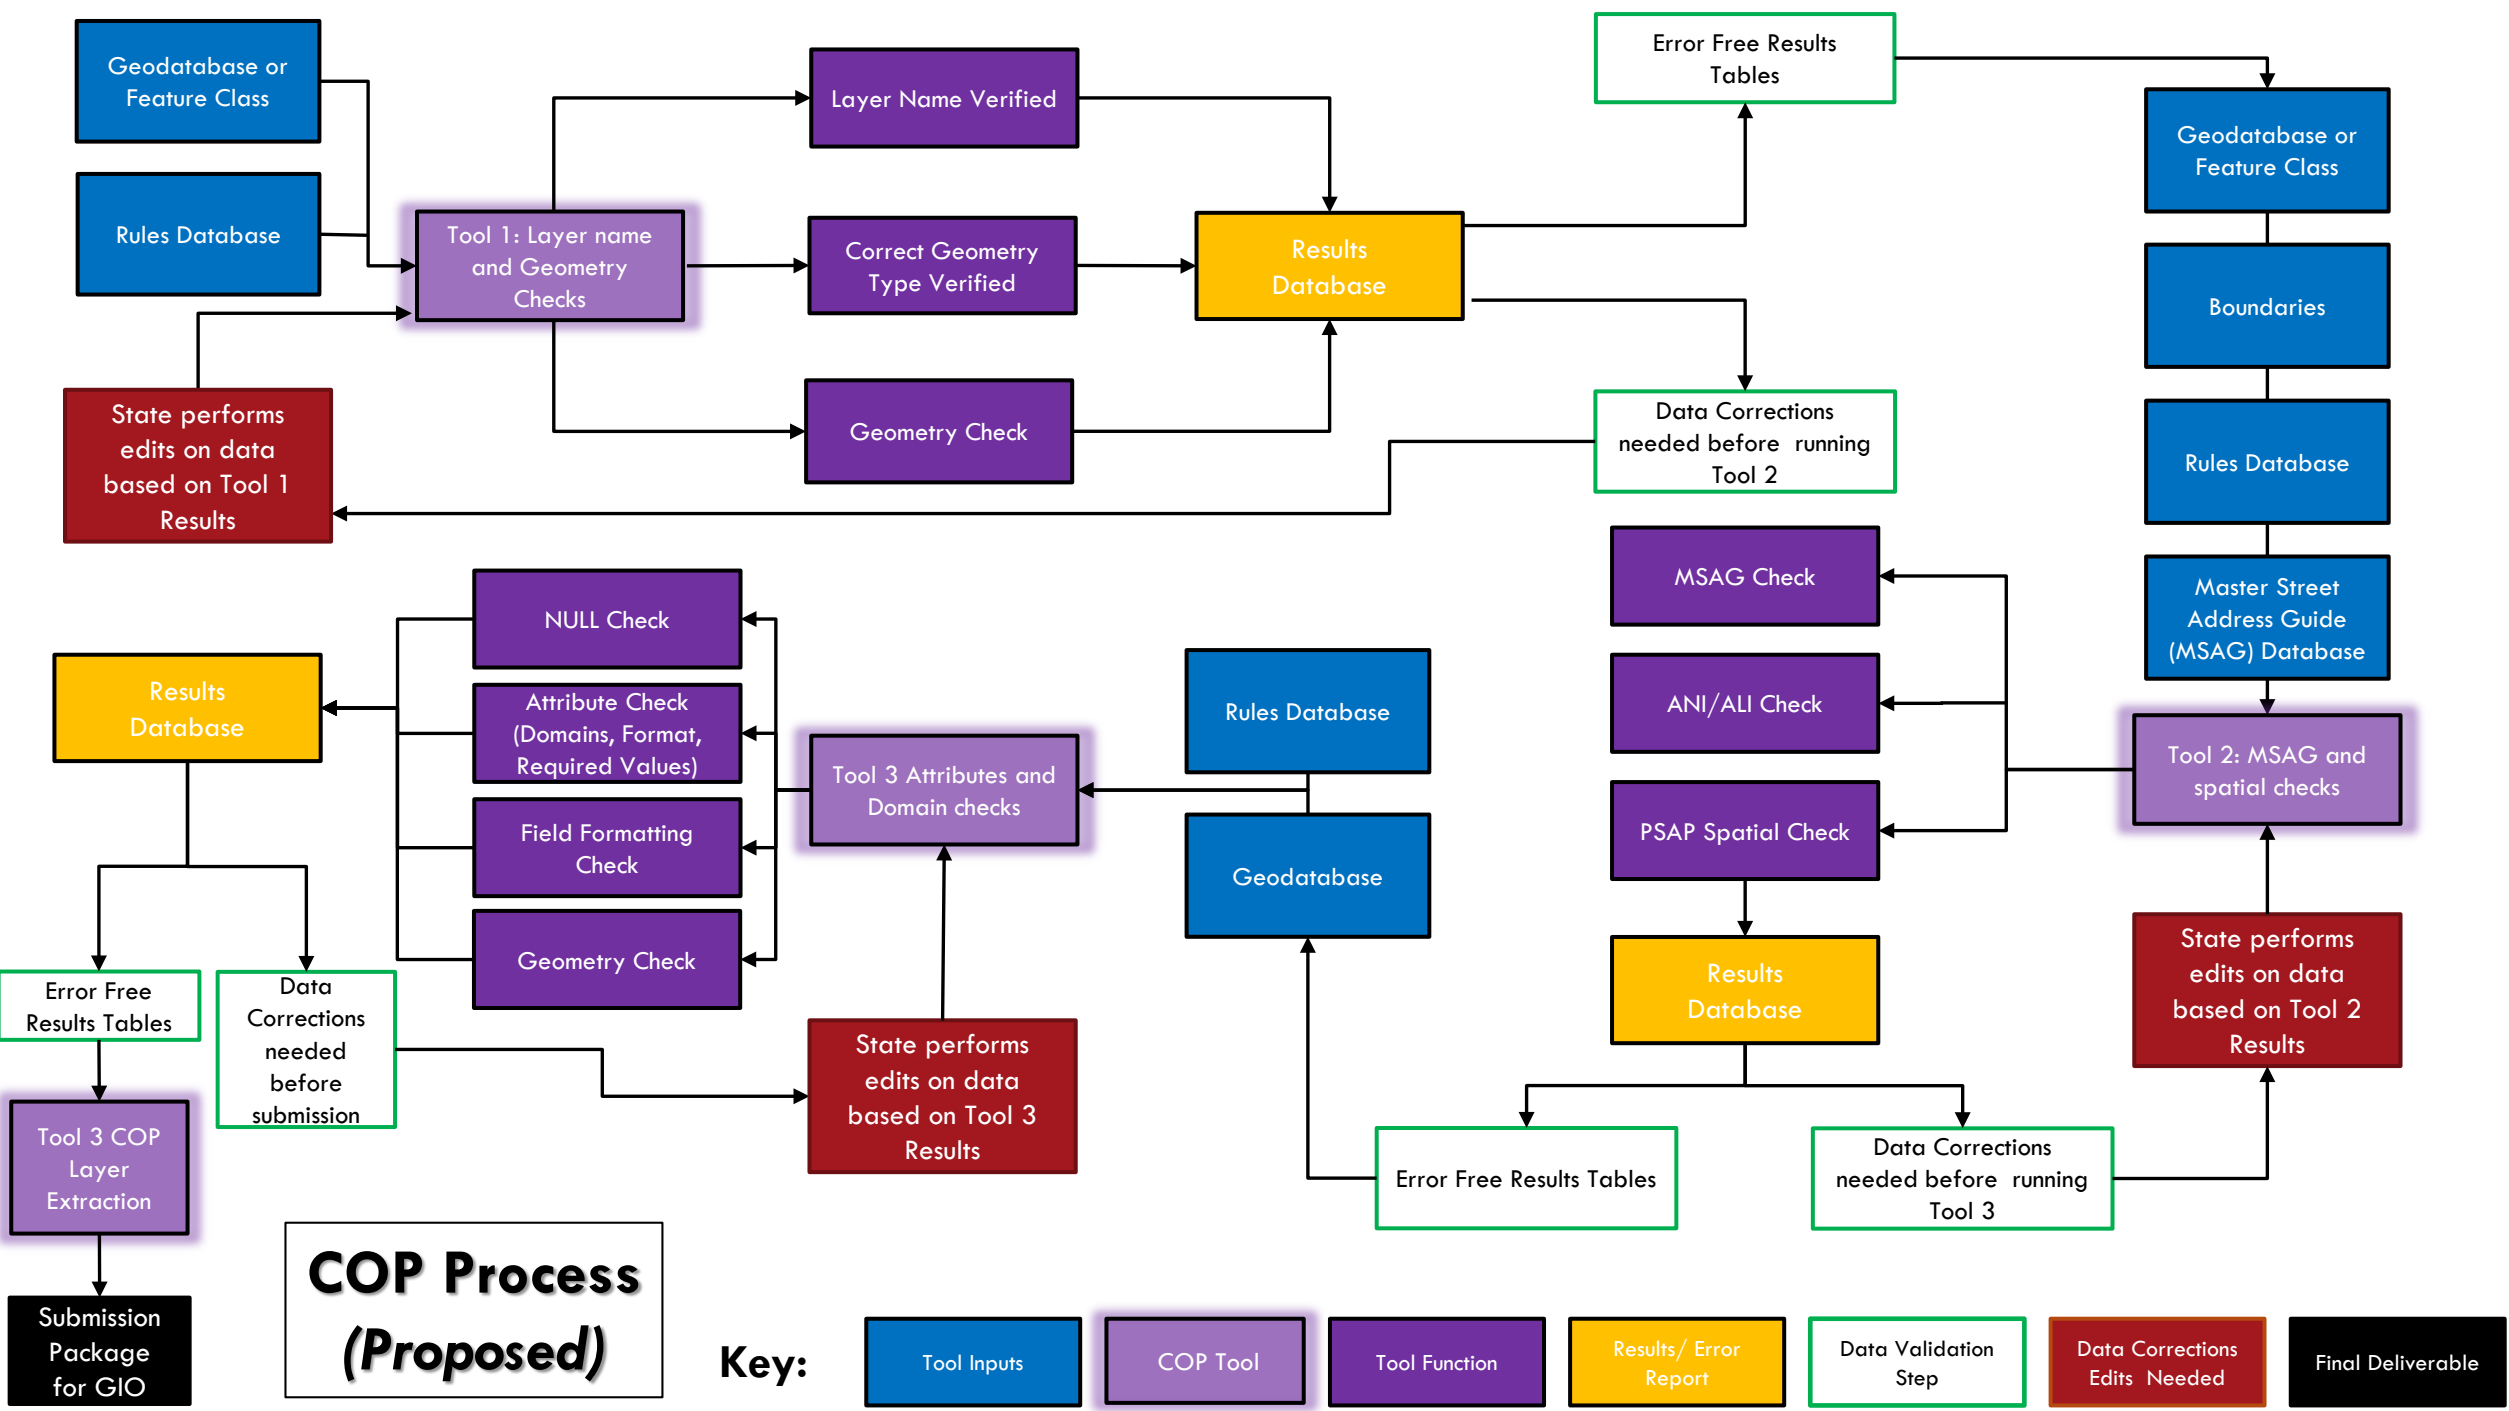 Geodatabase or
Feature Class
Rules Database
Tool 1: Layer name
and Geometry
Checks
Layer Name Verified
Correct Geometry
Type Verified
Geometry Check
Results
Database
Error Free Results
Tables
Data Corrections
needed before running
Tool 2
State performs
edits on data
based on Tool 1
Results
Geodatabase or
Feature Class
Boundaries
Rules Database
Master Street
Address Guide
(MSAG) Database
Tool 2: MSAG and
spatial checks
MSAG Check
ANI/ALI Check
PSAP Spatial Check
Results
Database
Error Free Results Tables
Data Corrections
needed before running
Tool 3
State performs
edits on data
based on Tool 2
Results
Rules Database
Geodatabase
Tool 3 Attributes and
Domain checks
NULL Check
Attribute Check
(Domains, Format,
Required Values)
Field Formatting
Check
Geometry Check
Results
Database
Error Free
Results Tables
Data
Corrections
needed
before
submission
State performs
edits on data
based on Tool 3
Results
Tool 3 COP
Layer
Extraction
Submission
Package
for GIO
COP Process
(Proposed)
Key:
Tool Inputs
COP Tool
Tool Function
Results/ Error
Report
Data Validation
Step
Data Corrections
Edits Needed
Final Deliverable